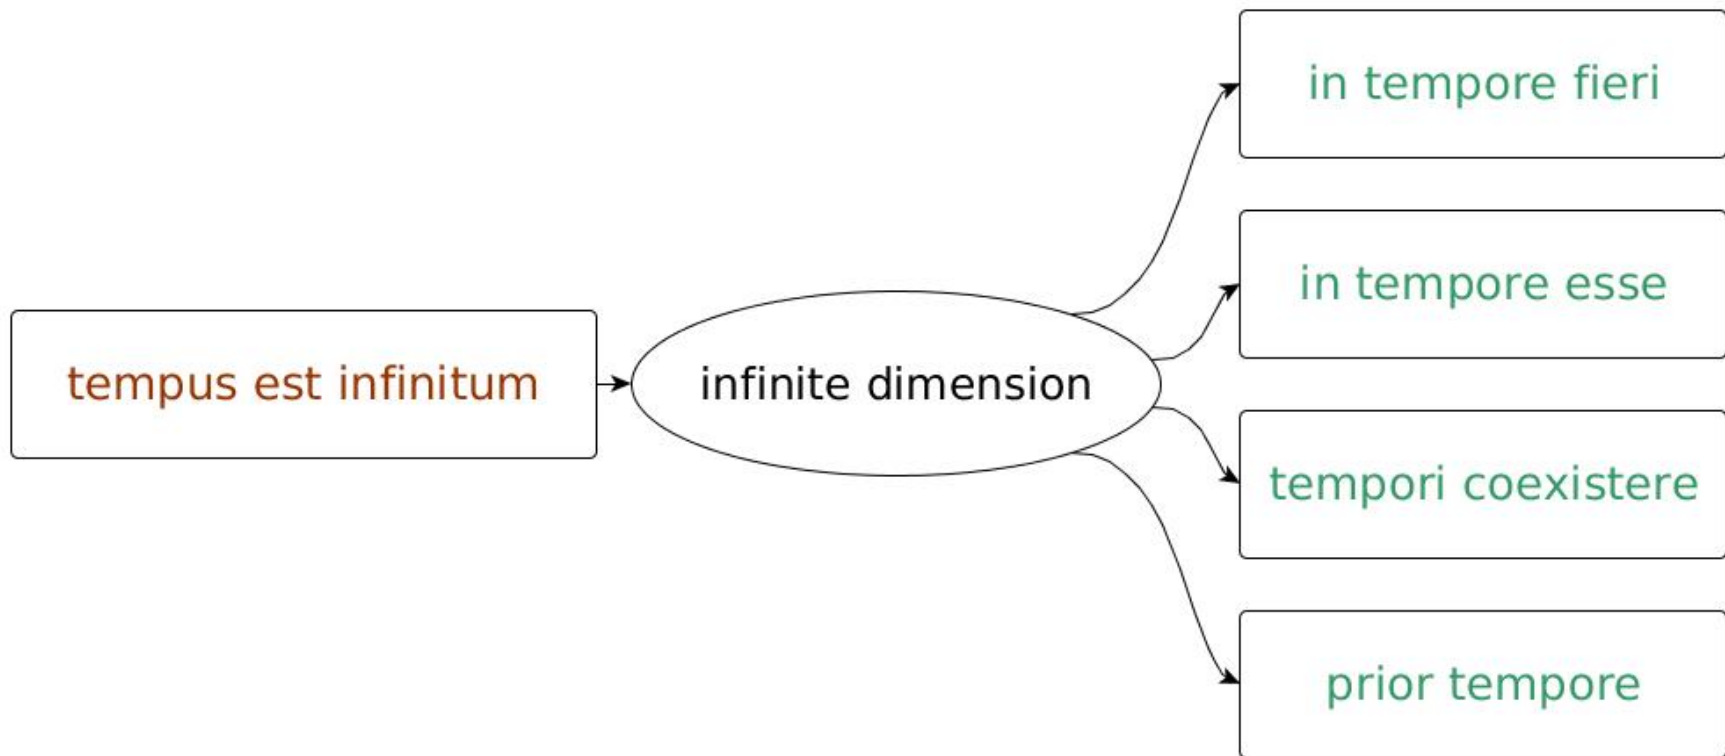 tempus est infinitum
infinite dimension
in tempore fieri
in tempore esse
tempori coexistere
prior tempore